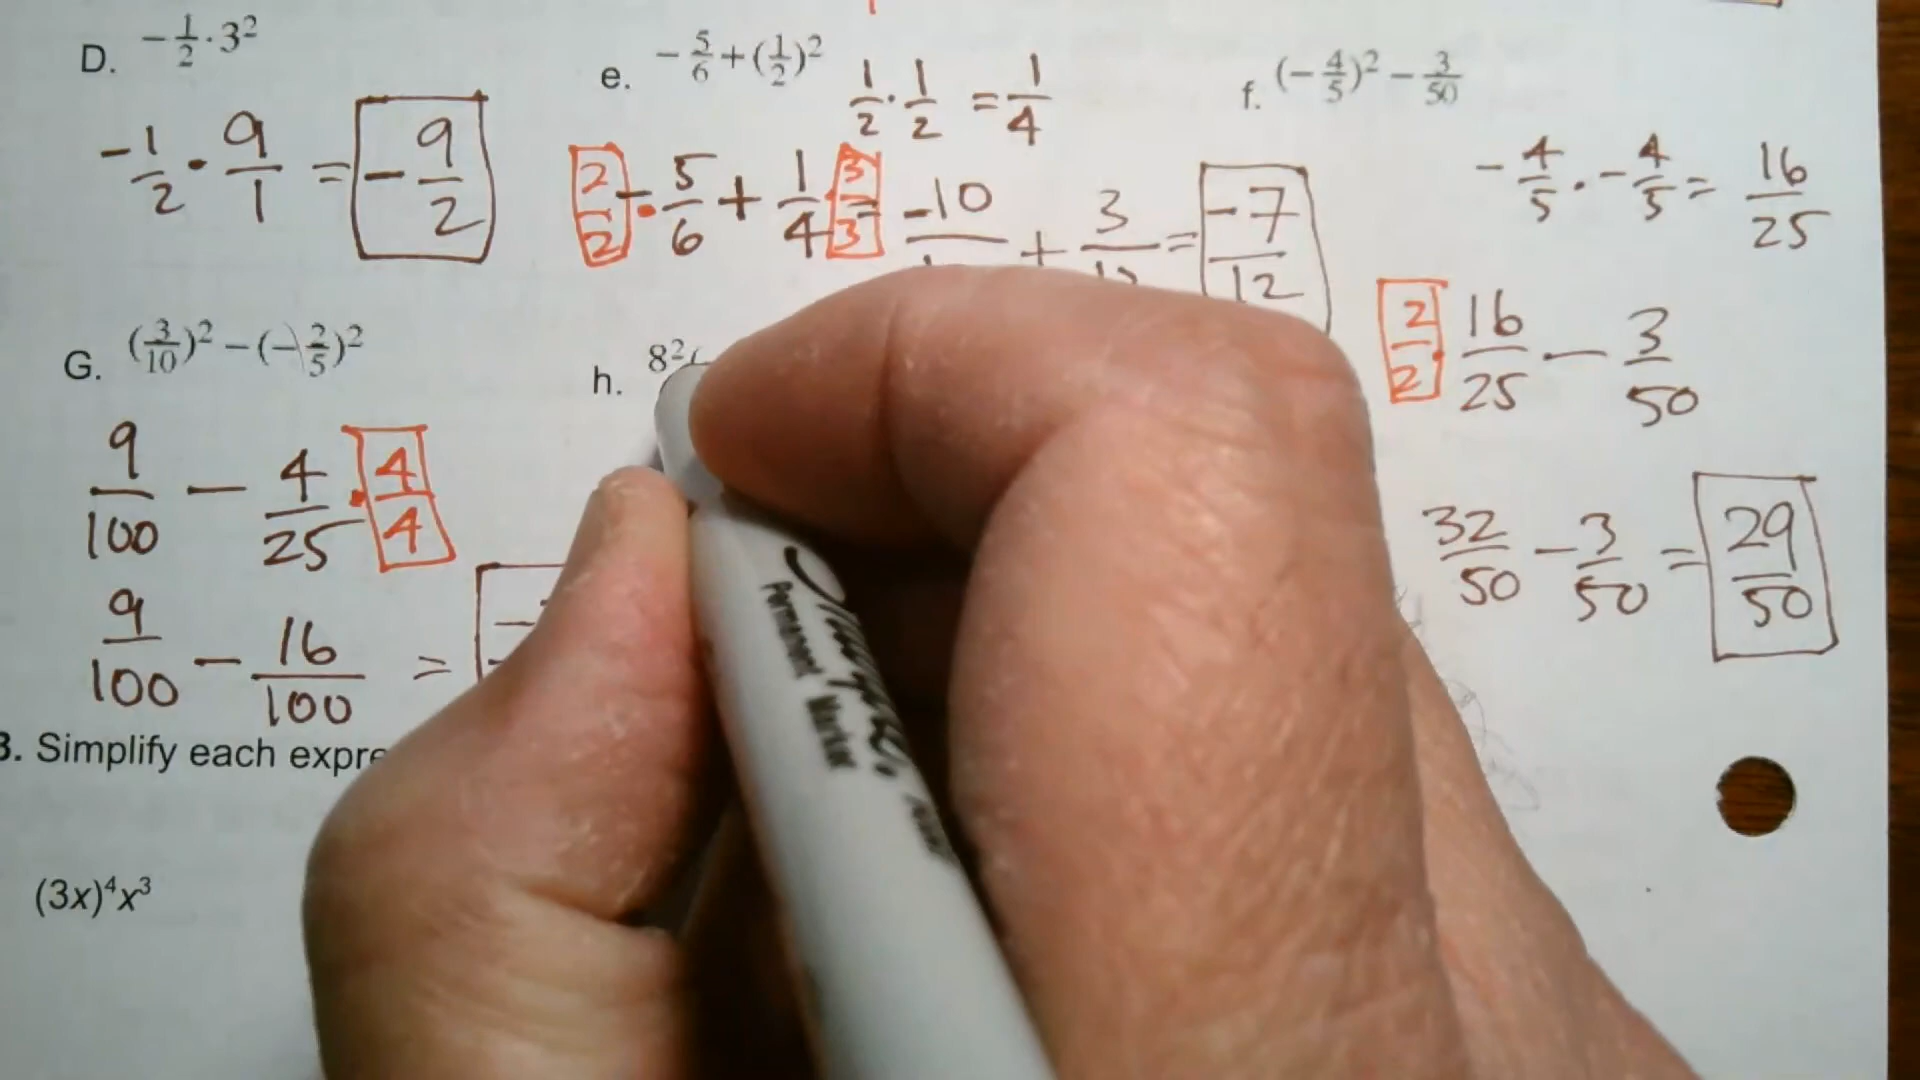 D. -1/2 · 3²
-1/2 · 9/1 = -9/2
e. -5/6 + (1/2)²
1/2 · 1/2 = 1/4
2/2 · -5/6 + 1/4 · 3/3 = -10/ + 3/12 = -7/12
f. (-4/5)² - 3/50
-4/5 · -4/5 = 16/25
2/2 · 16/25 - 3/50
32/50 - 3/50 = 29/50
G. (3/10)² - (-2/5)²
9/100 - 4/25 · 4/4
9/100 - 16/100 =
h. 8²(
3. Simplify each
(3x)⁴x³
Sharpie.
Permanent Marker